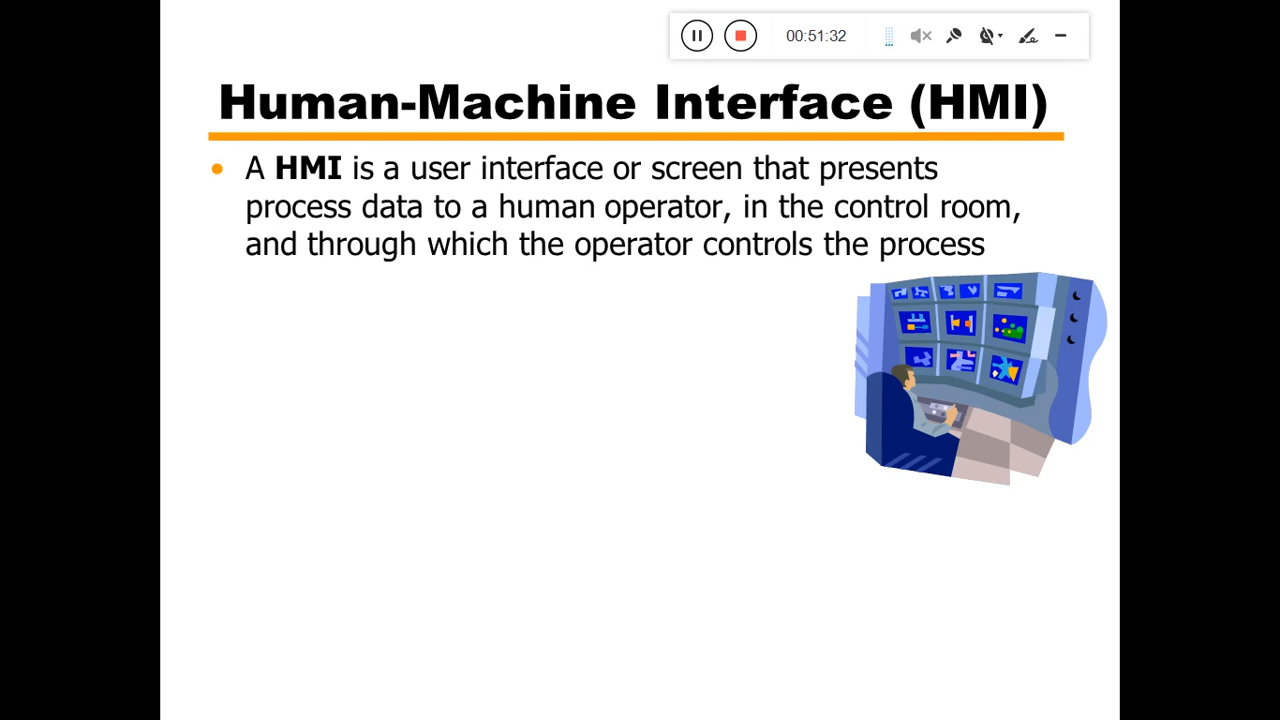 00:51:32
Human-Machine Interface (HMI)
• A HMI is a user interface or screen that presents
process data to a human operator, in the control room,
and through which the operator controls the process